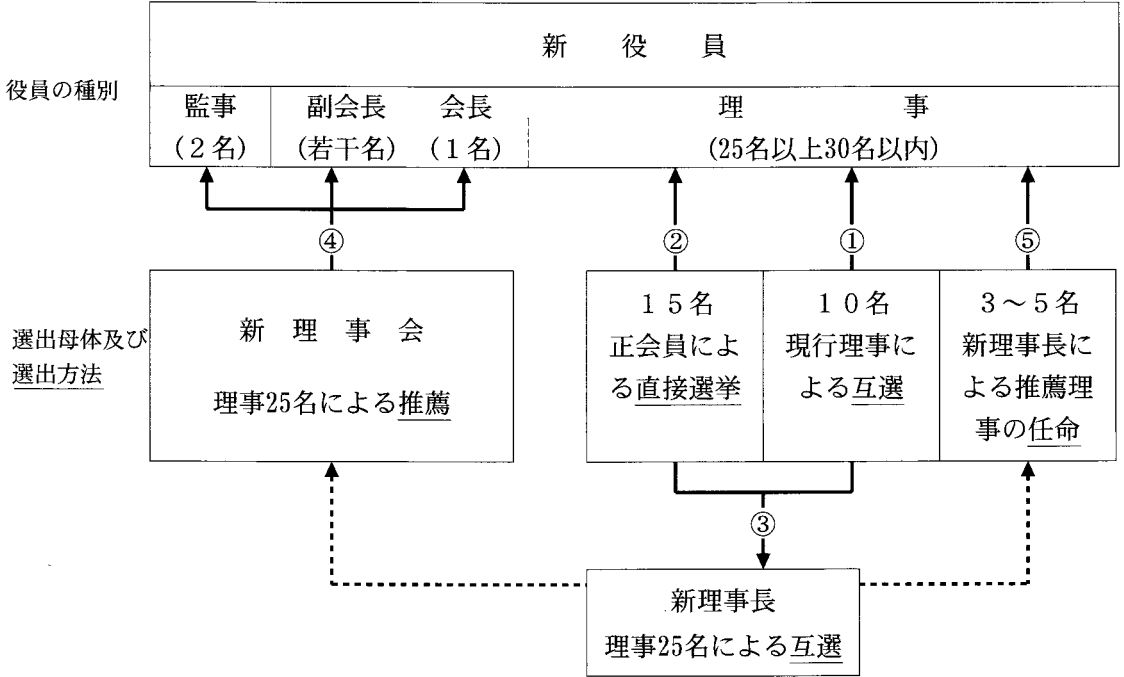 新　役　員
役員の種別
監事
(２名)
副会長
(若干名)
会長
(１名)
理　事
(25名以上30名以内)
④
②
①
⑤
選出母体及び
選出方法
新　理　事　会
理事25名による推薦
１５名
正会員によ
る直接選挙
１０名
現行理事に
よる互選
３～５名
新理事長に
よる推薦理
事の任命
③
新理事長
理事25名による互選